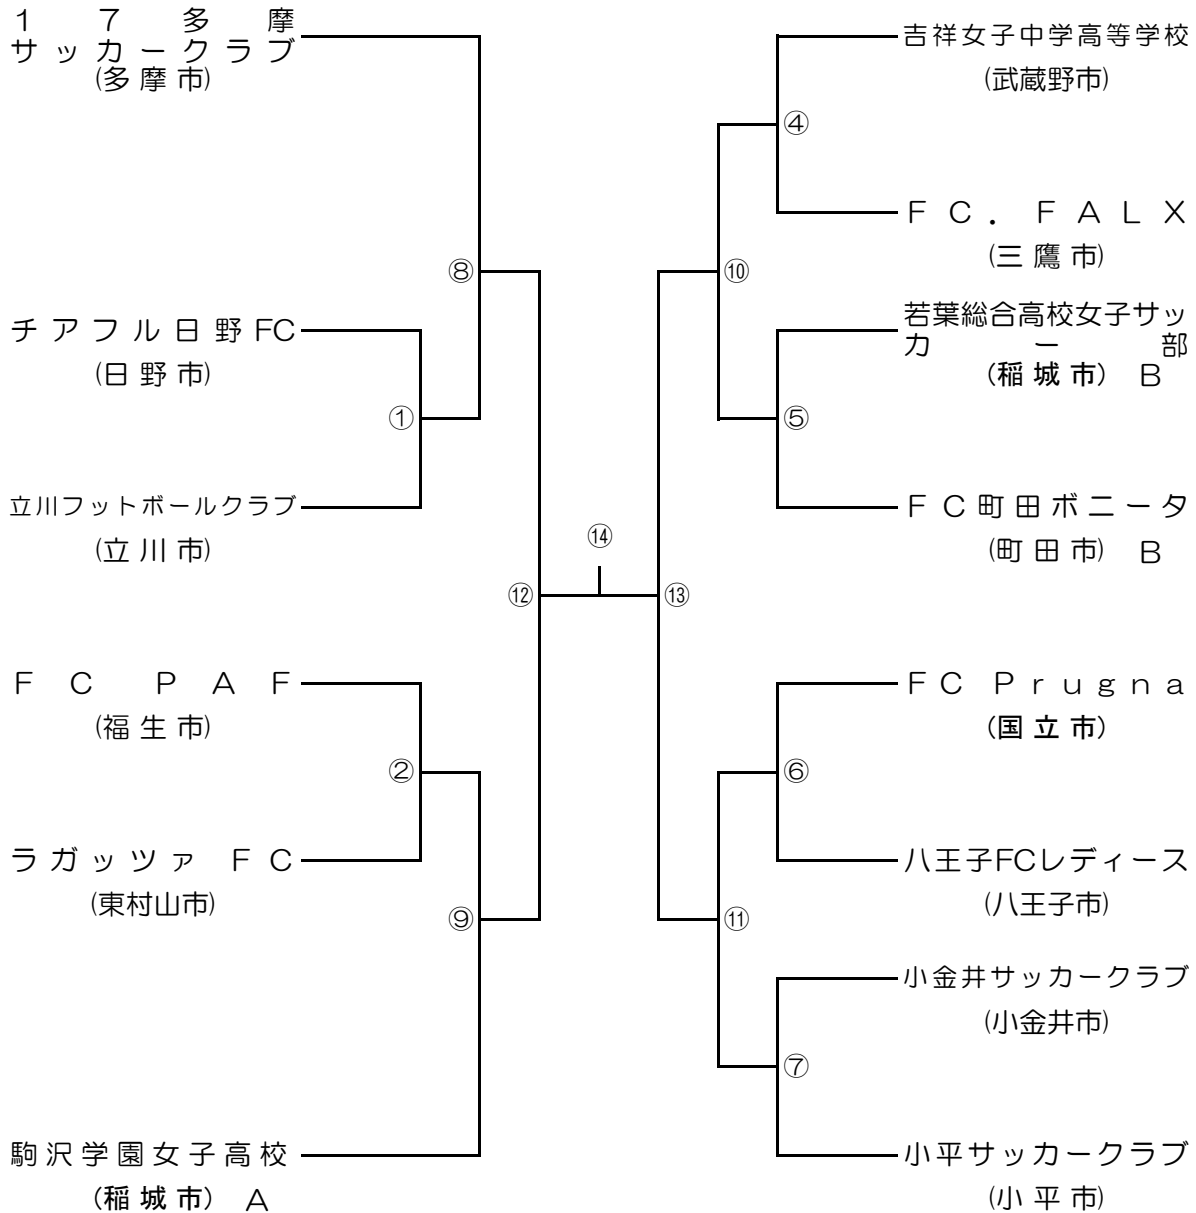 17多摩
サッカークラブ
(多摩市)
⑧
チアフル日野FC
(日野市)
①
立川フットボールクラブ
(立川市)
⑫
FC PAF
(福生市)
②
ラガッツァ FC
(東村山市)
⑨
駒沢学園女子高校
(稲城市) A
⑭
吉祥女子中学高等学校
(武蔵野市)
④
FC.FALX
(三鷹市)
⑩
若葉総合高校女子サッ
カー部
(稲城市) B
⑤
FC町田ボニータ
(町田市) B
⑬
FC Prugna
(国立市)
⑥
八王子FCレディース
(八王子市)
⑪
小金井サッカークラブ
(小金井市)
⑦
小平サッカークラブ
(小平市)